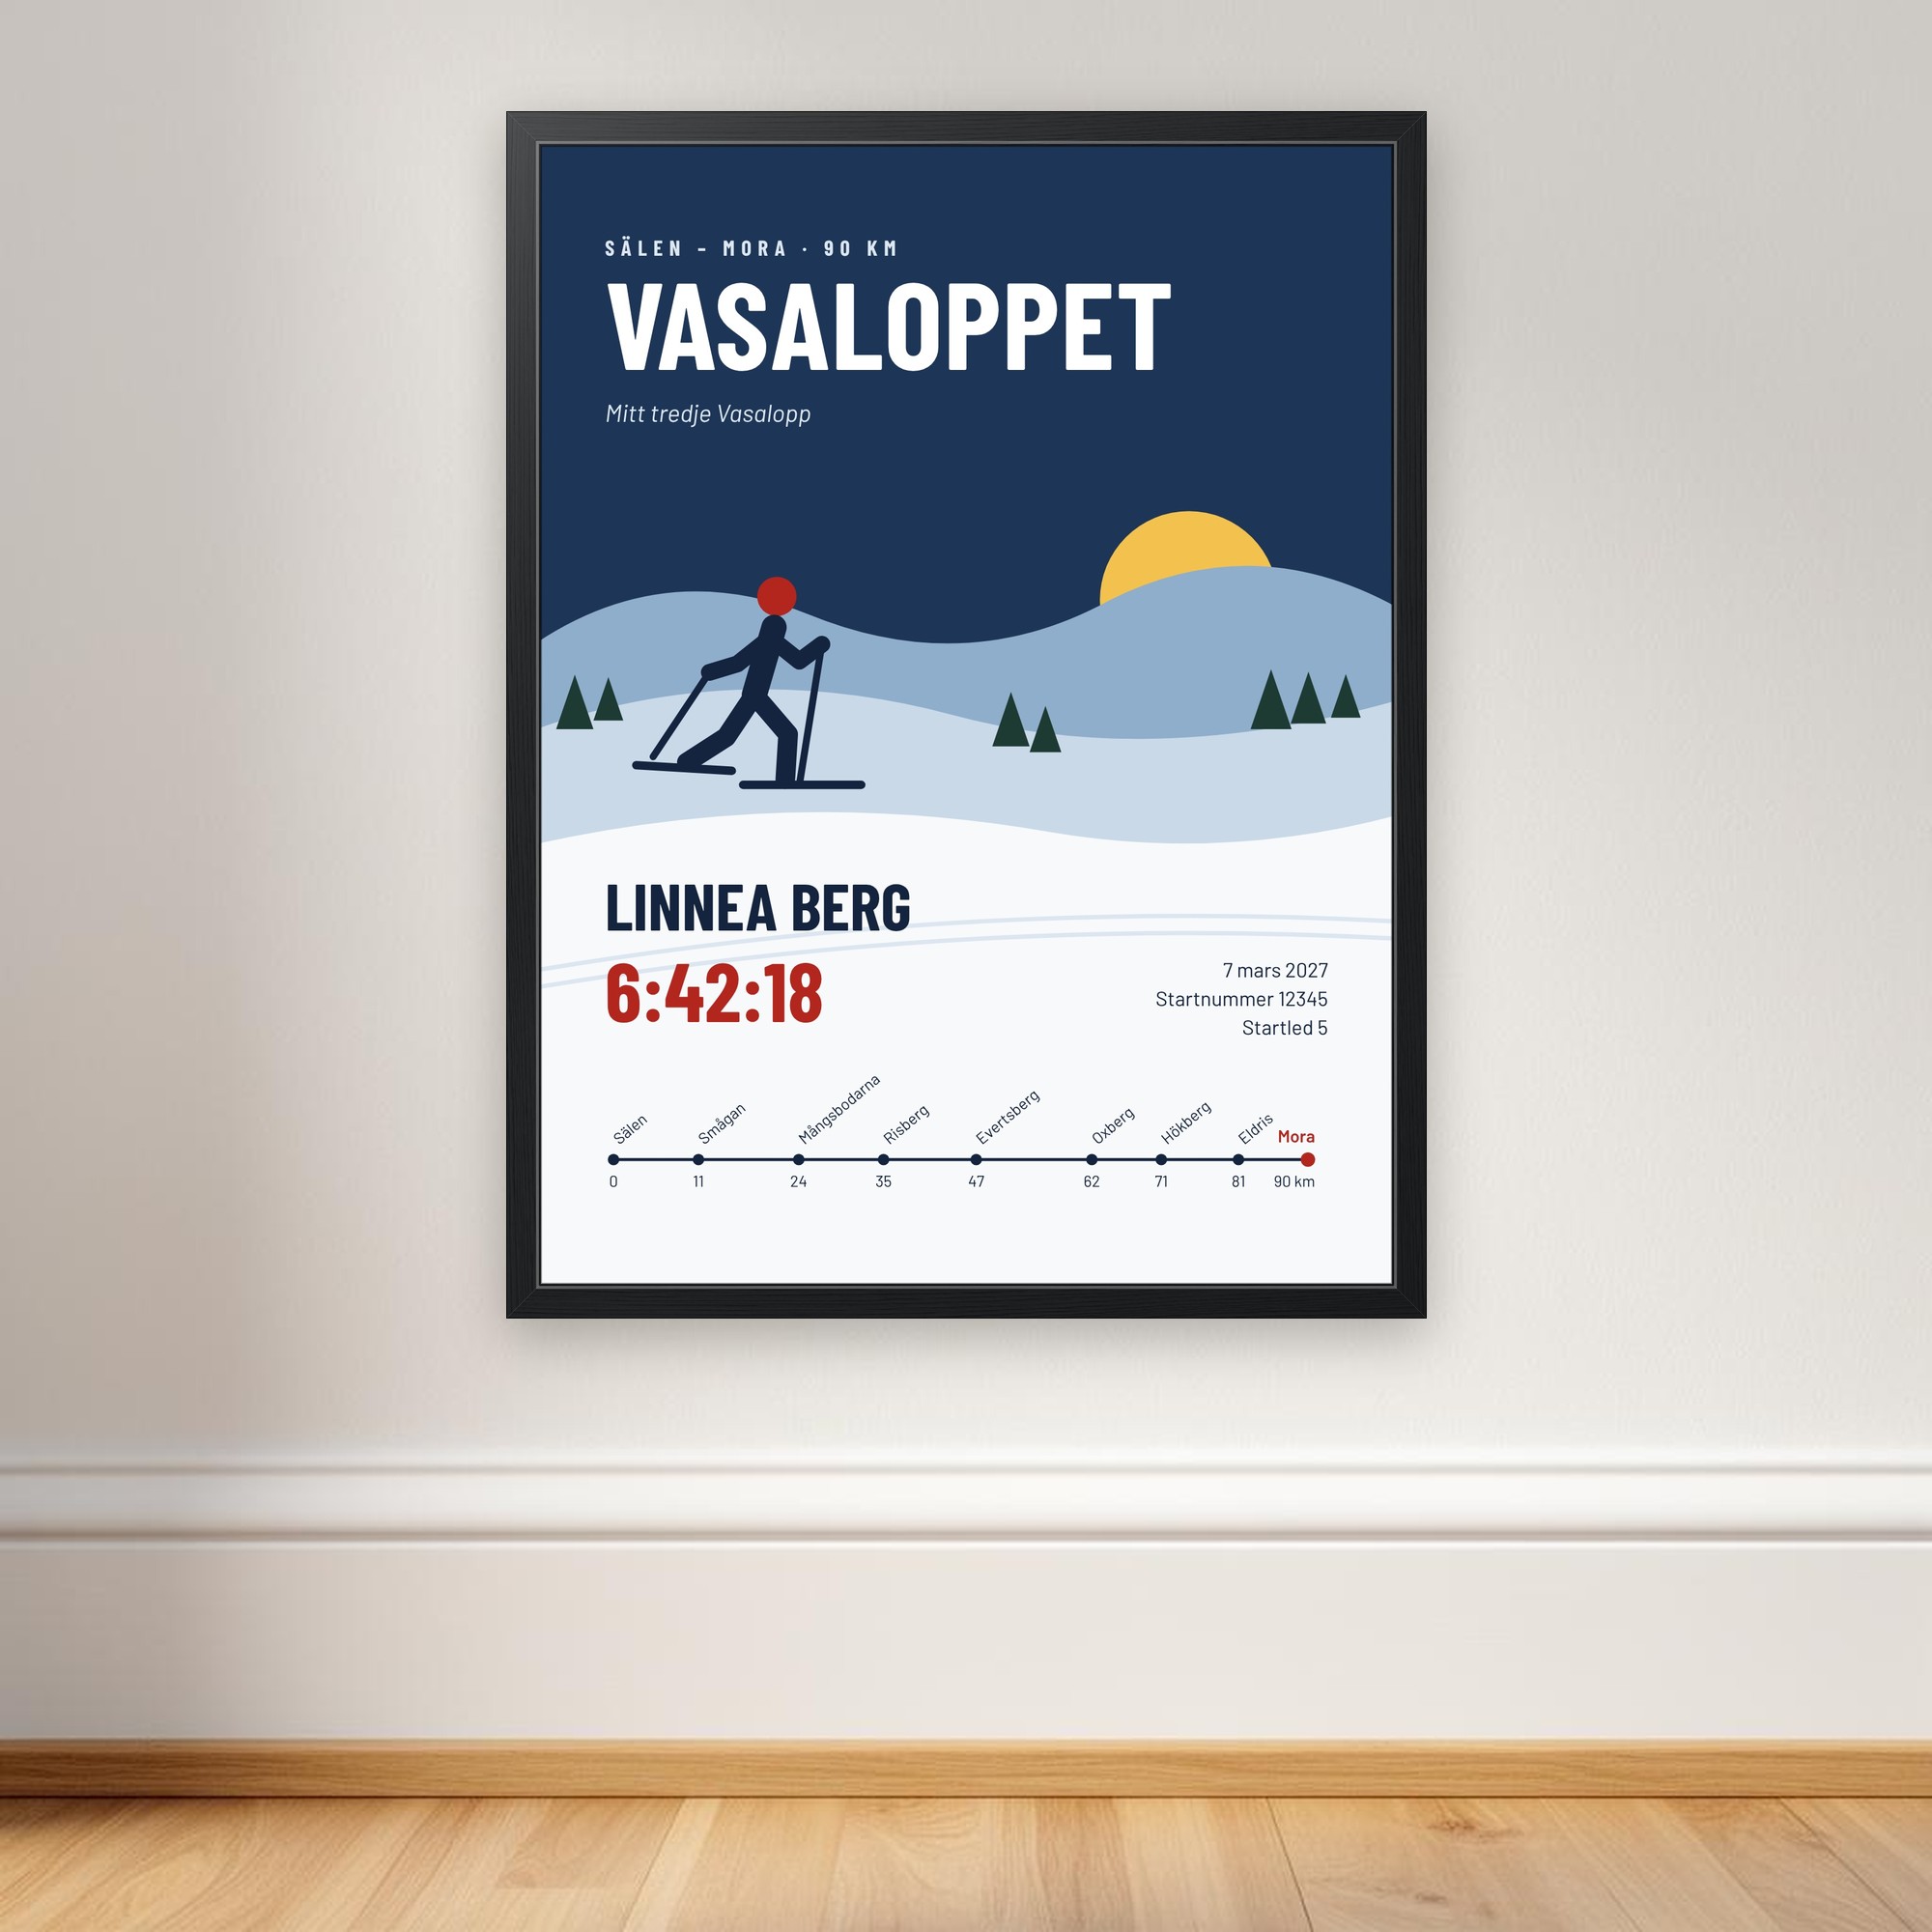 SÄLEN – MORA · 90 KM
VASALOPPET
Mitt tredje Vasalopp
LINNEA BERG
6:42:18
7 mars 2027
Startnummer 12345
Startled 5
Sälen Smågan Mångsbodarna Risberg Evertsberg Oxberg Hökberg Eldris Mora
0 11 24 35 47 62 71 81 90 km